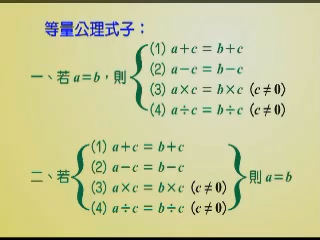 等量公理式子：
一、若 a=b，則
(1) a+c = b+c
(2) a−c = b−c
(3) a×c = b×c (c≠0)
(4) a÷c = b÷c (c≠0)
二、若
(1) a+c = b+c
(2) a−c = b−c
(3) a×c = b×c (c≠0)
(4) a÷c = b÷c (c≠0)
則 a=b